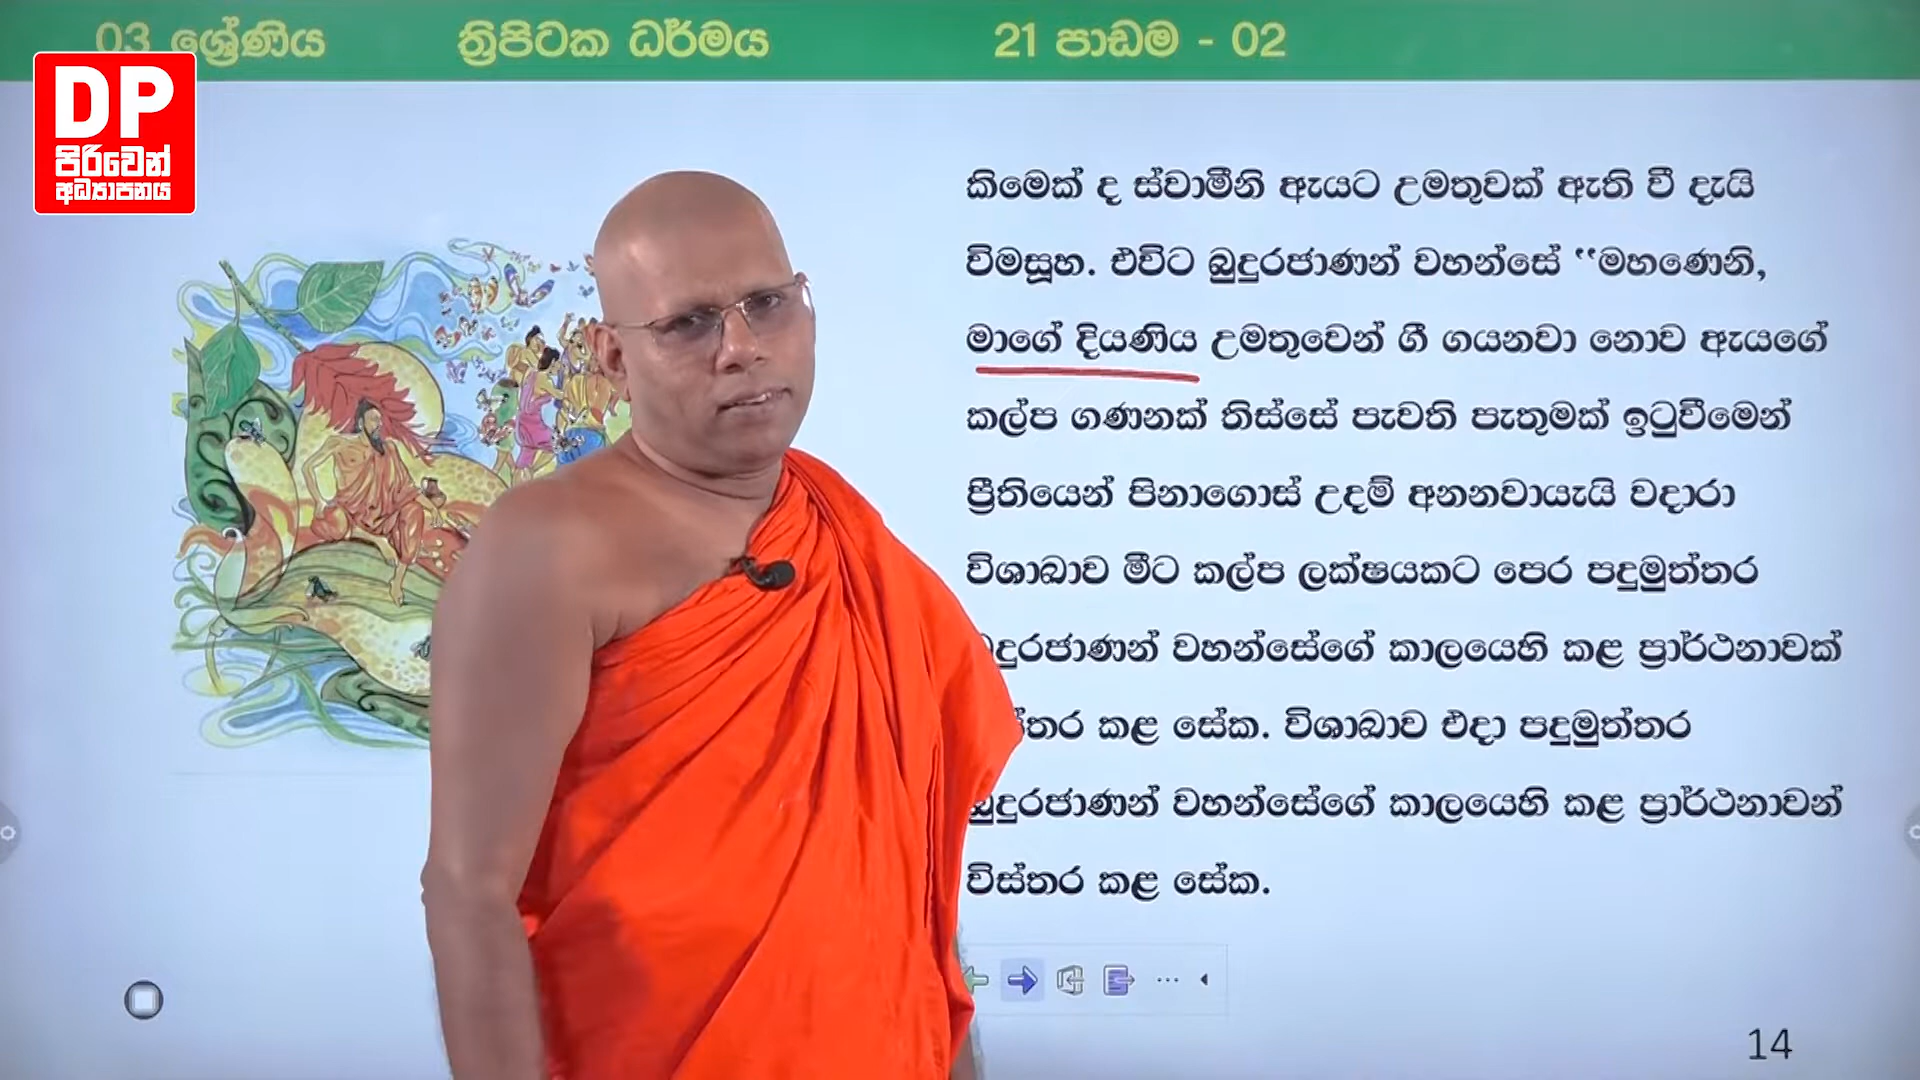 03 ශ්‍රේණිය ත්‍රිපිටක ධර්මය 21 පාඩම - 02
DP
පිරිවෙන්
අධ්‍යාපනය
කිමෙක් ද ස්වාමීනි ඇයට උමතුවක් ඇති වී දැයි
විමසූහ. එවිට බුදුරජාණන් වහන්සේ “මහණෙනි,
මාගේ දියණිය උමතුවෙන් ගී ගයනවා නොව ඇයගේ
කල්ප ගණනක් තිස්සේ පැවති පැතුමක් ඉටුවීමෙන්
ප්‍රීතියෙන් පිනාගොස් උදම් අනනවායැයි වදාරා
විශාඛාව මීට කල්ප ලක්ෂයකට පෙර පදුමුත්තර
බුදුරජාණන් වහන්සේගේ කාලයෙහි කළ ප්‍රාර්ථනාවක්
කළ සේක. විශාඛාව එදා පදුමුත්තර
බුදුරජාණන් වහන්සේගේ කාලයෙහි කළ ප්‍රාර්ථනාවන්
විස්තර කළ සේක.
14